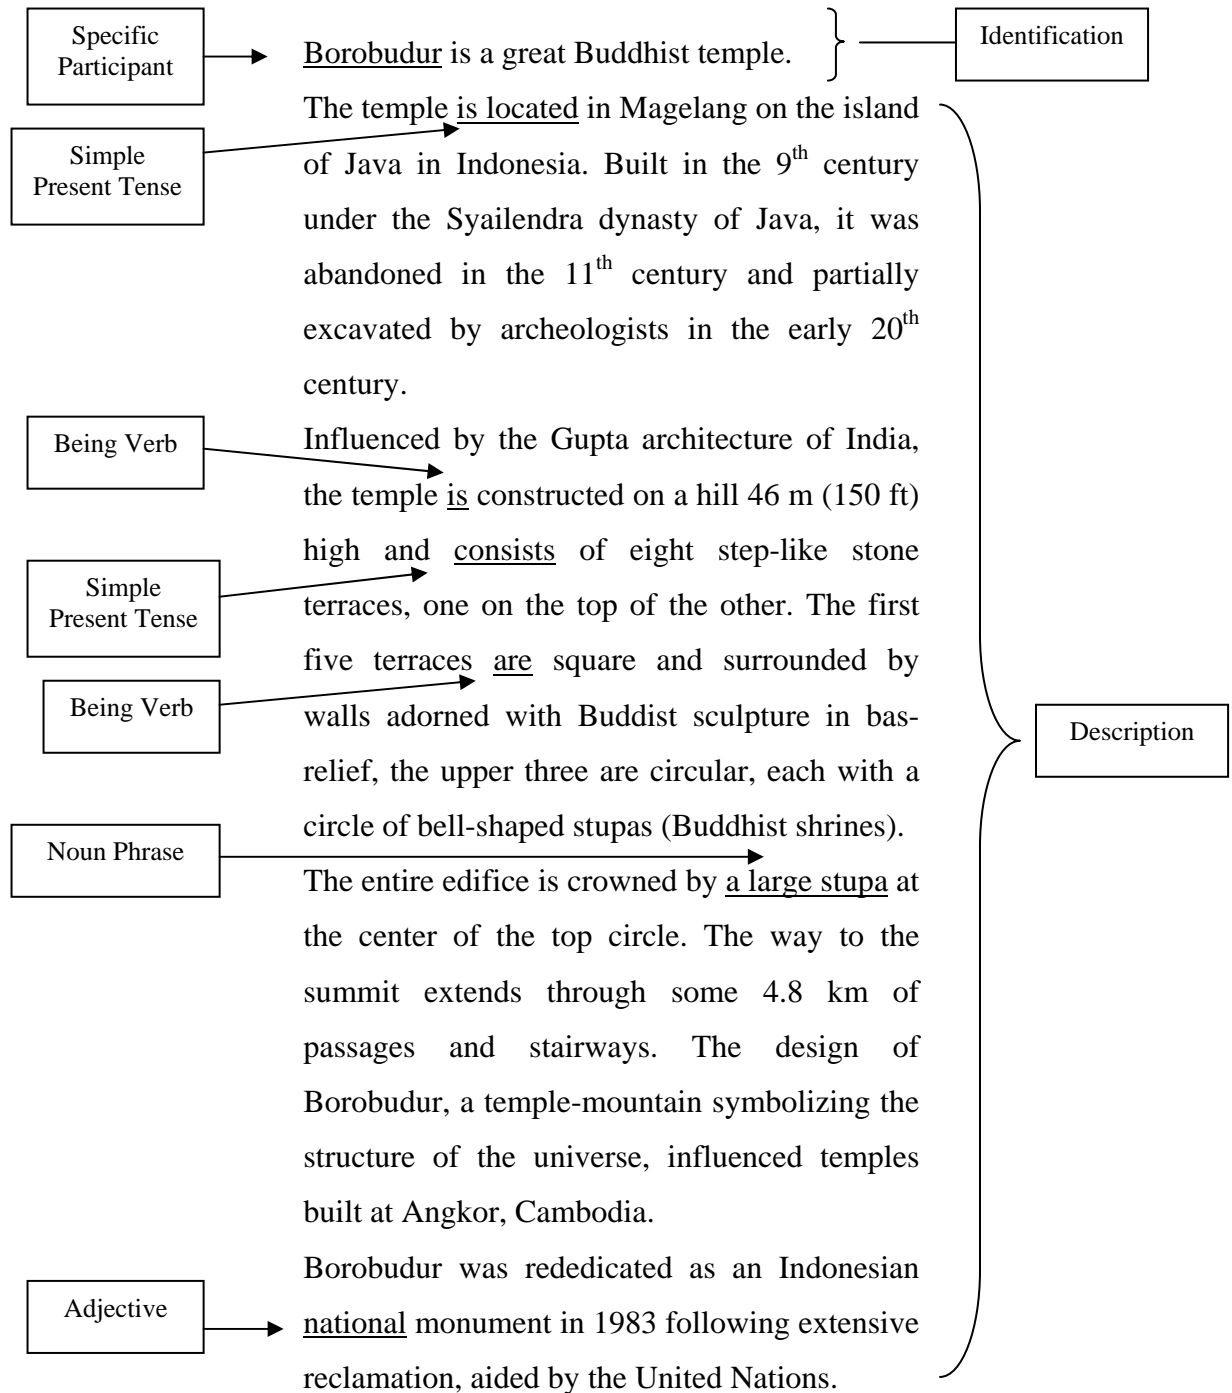 Specific
Participant
Borobudur is a great Buddhist temple.
Identification
The temple is located in Magelang on the island
Simple
Present Tense
of Java in Indonesia. Built in the 9th century
under the Syailendra dynasty of Java, it was
abandoned in the 11th century and partially
excavated by archeologists in the early 20th
century.
Being Verb
Influenced by the Gupta architecture of India,
the temple is constructed on a hill 46 m (150 ft)
high and consists of eight step-like stone
Simple
Present Tense
terraces, one on the top of the other. The first
five terraces are square and surrounded by
Being Verb
walls adorned with Buddist sculpture in bas-
Description
relief, the upper three are circular, each with a
circle of bell-shaped stupas (Buddhist shrines).
Noun Phrase
The entire edifice is crowned by a large stupa at
the center of the top circle. The way to the
summit extends through some 4.8 km of
passages and stairways. The design of
Borobudur, a temple-mountain symbolizing the
structure of the universe, influenced temples
built at Angkor, Cambodia.
Borobudur was rededicated as an Indonesian
Adjective
national monument in 1983 following extensive
reclamation, aided by the United Nations.